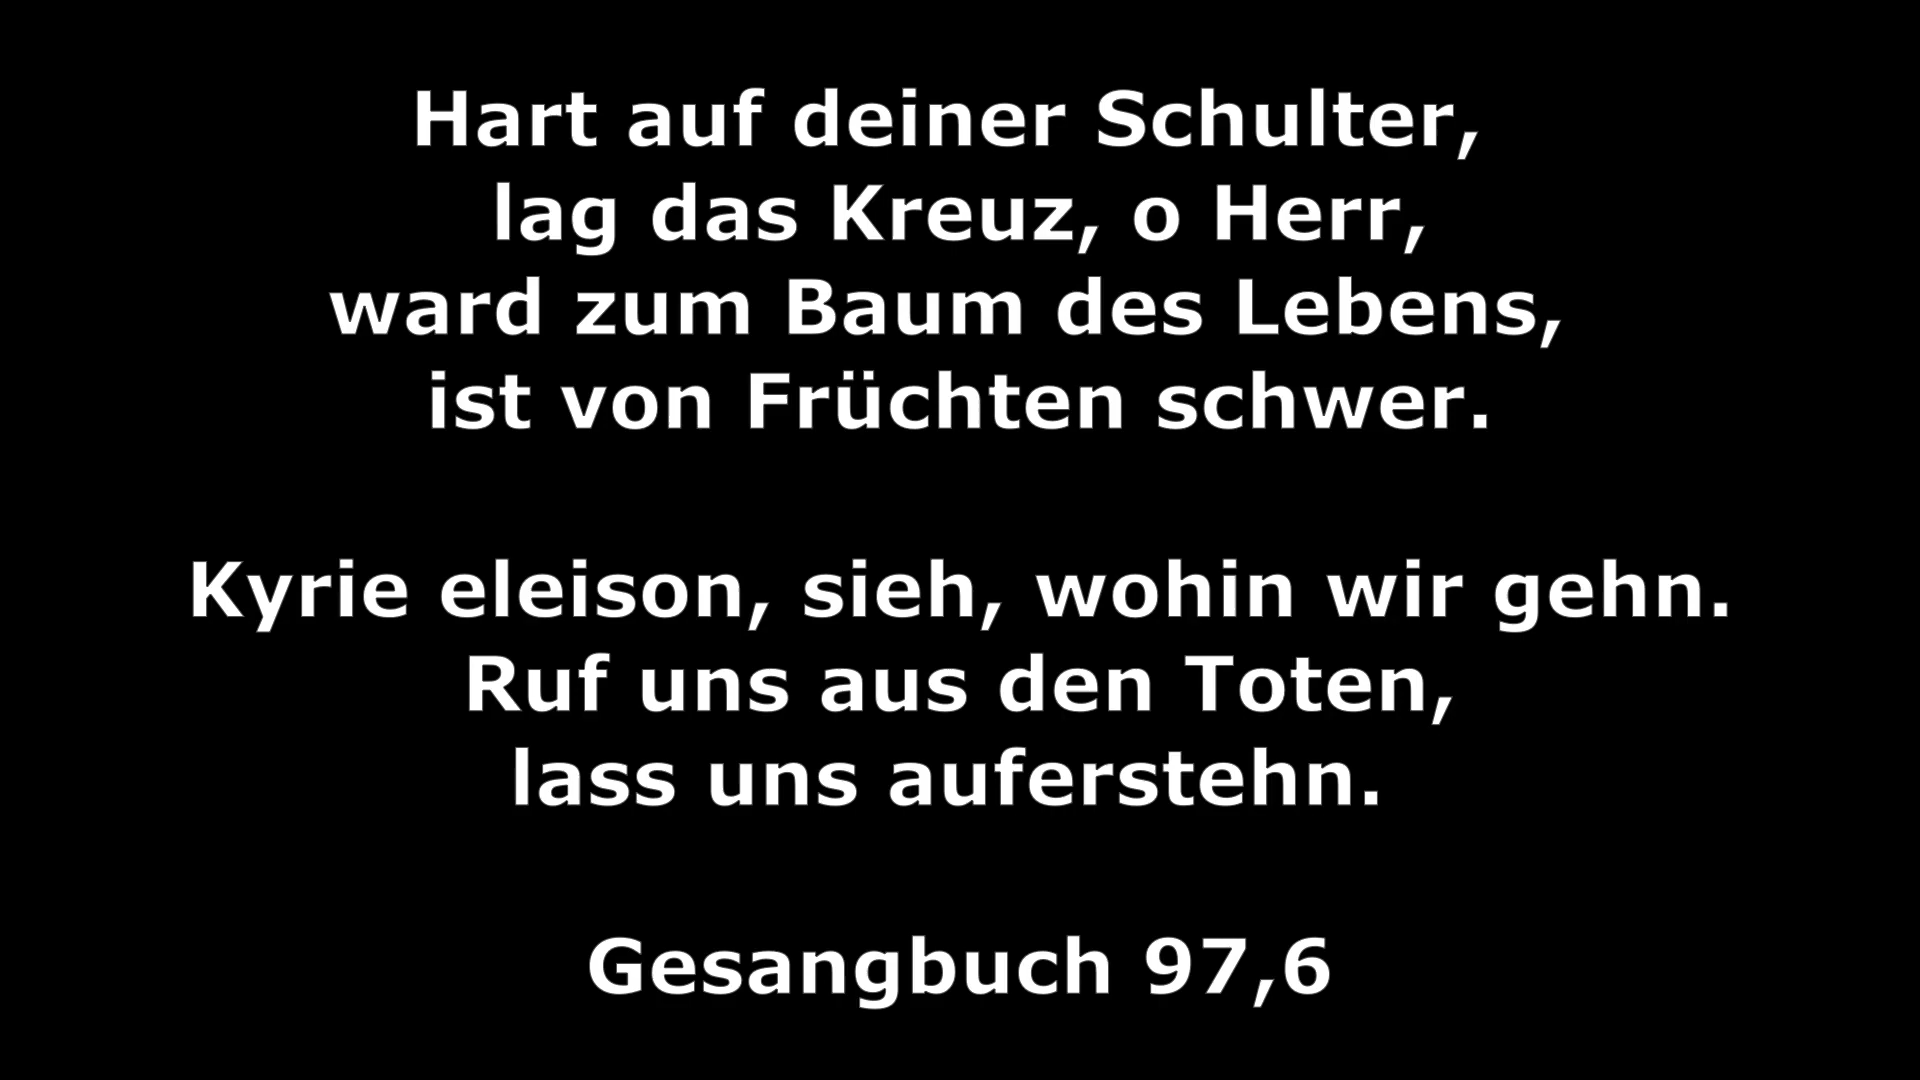 Hart auf deiner Schulter,
lag das Kreuz, o Herr,
ward zum Baum des Lebens,
ist von Früchten schwer.
Kyrie eleison, sieh, wohin wir gehn.
Ruf uns aus den Toten,
lass uns auferstehn.
Gesangbuch 97,6